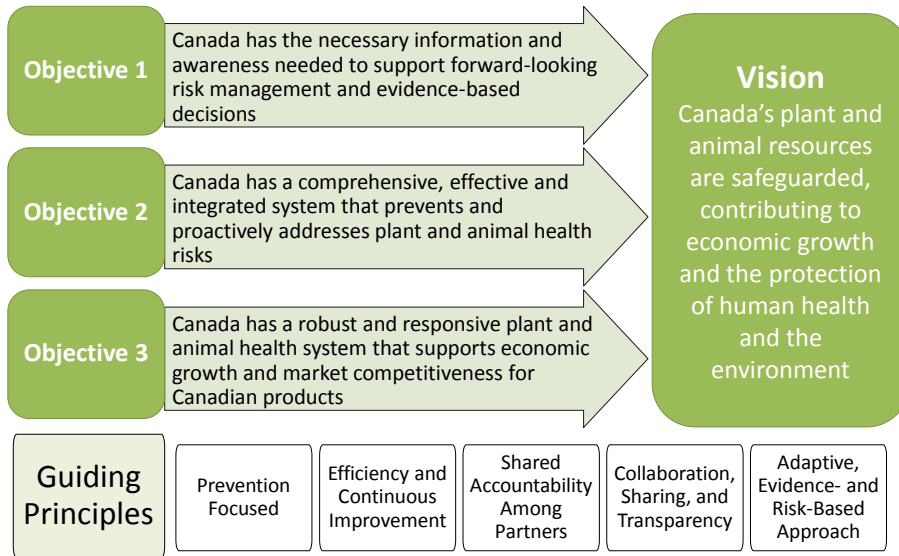 Objective 1
Canada has the necessary information and
awareness needed to support forward-looking
risk management and evidence-based
decisions
Objective 2
Canada has a comprehensive, effective and
integrated system that prevents and
proactively addresses plant and animal health
risks
Objective 3
Canada has a robust and responsive plant and
animal health system that supports economic
growth and market competitiveness for
Canadian products
Vision
Canada’s plant and
animal resources
are safeguarded,
contributing to
economic growth
and the protection
of human health
and the
environment
Guiding
Principles
Prevention
Focused
Efficiency and
Continuous
Improvement
Shared
Accountability
Among
Partners
Collaboration,
Sharing, and
Transparency
Adaptive,
Evidence- and
Risk-Based
Approach